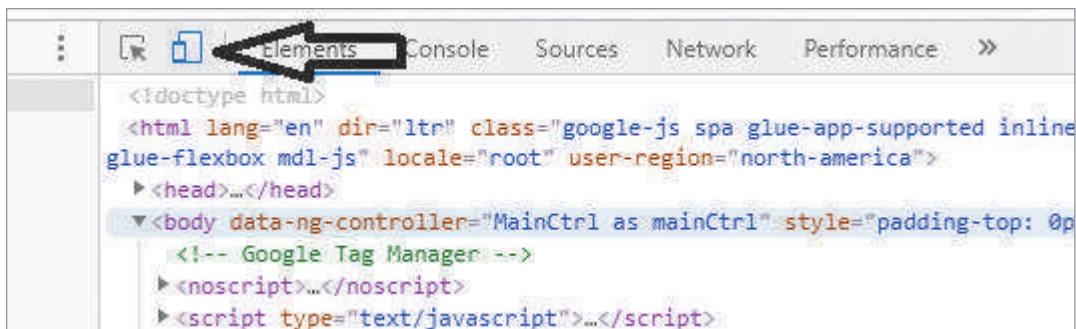 Elements Console Sources Network Performance »
<!doctype html>
<html lang="en" dir="ltr" class="google-js spa glue-app-supported inline
glue-flexbox mdl-js" locale="root" user-region="north-america">
▶<head>…</head>
▼<body data-ng-controller="MainCtrl as mainCtrl" style="padding-top: 0p
<!-- Google Tag Manager -->
▶<noscript>…</noscript>
▶<script type="text/javascript">…</script>